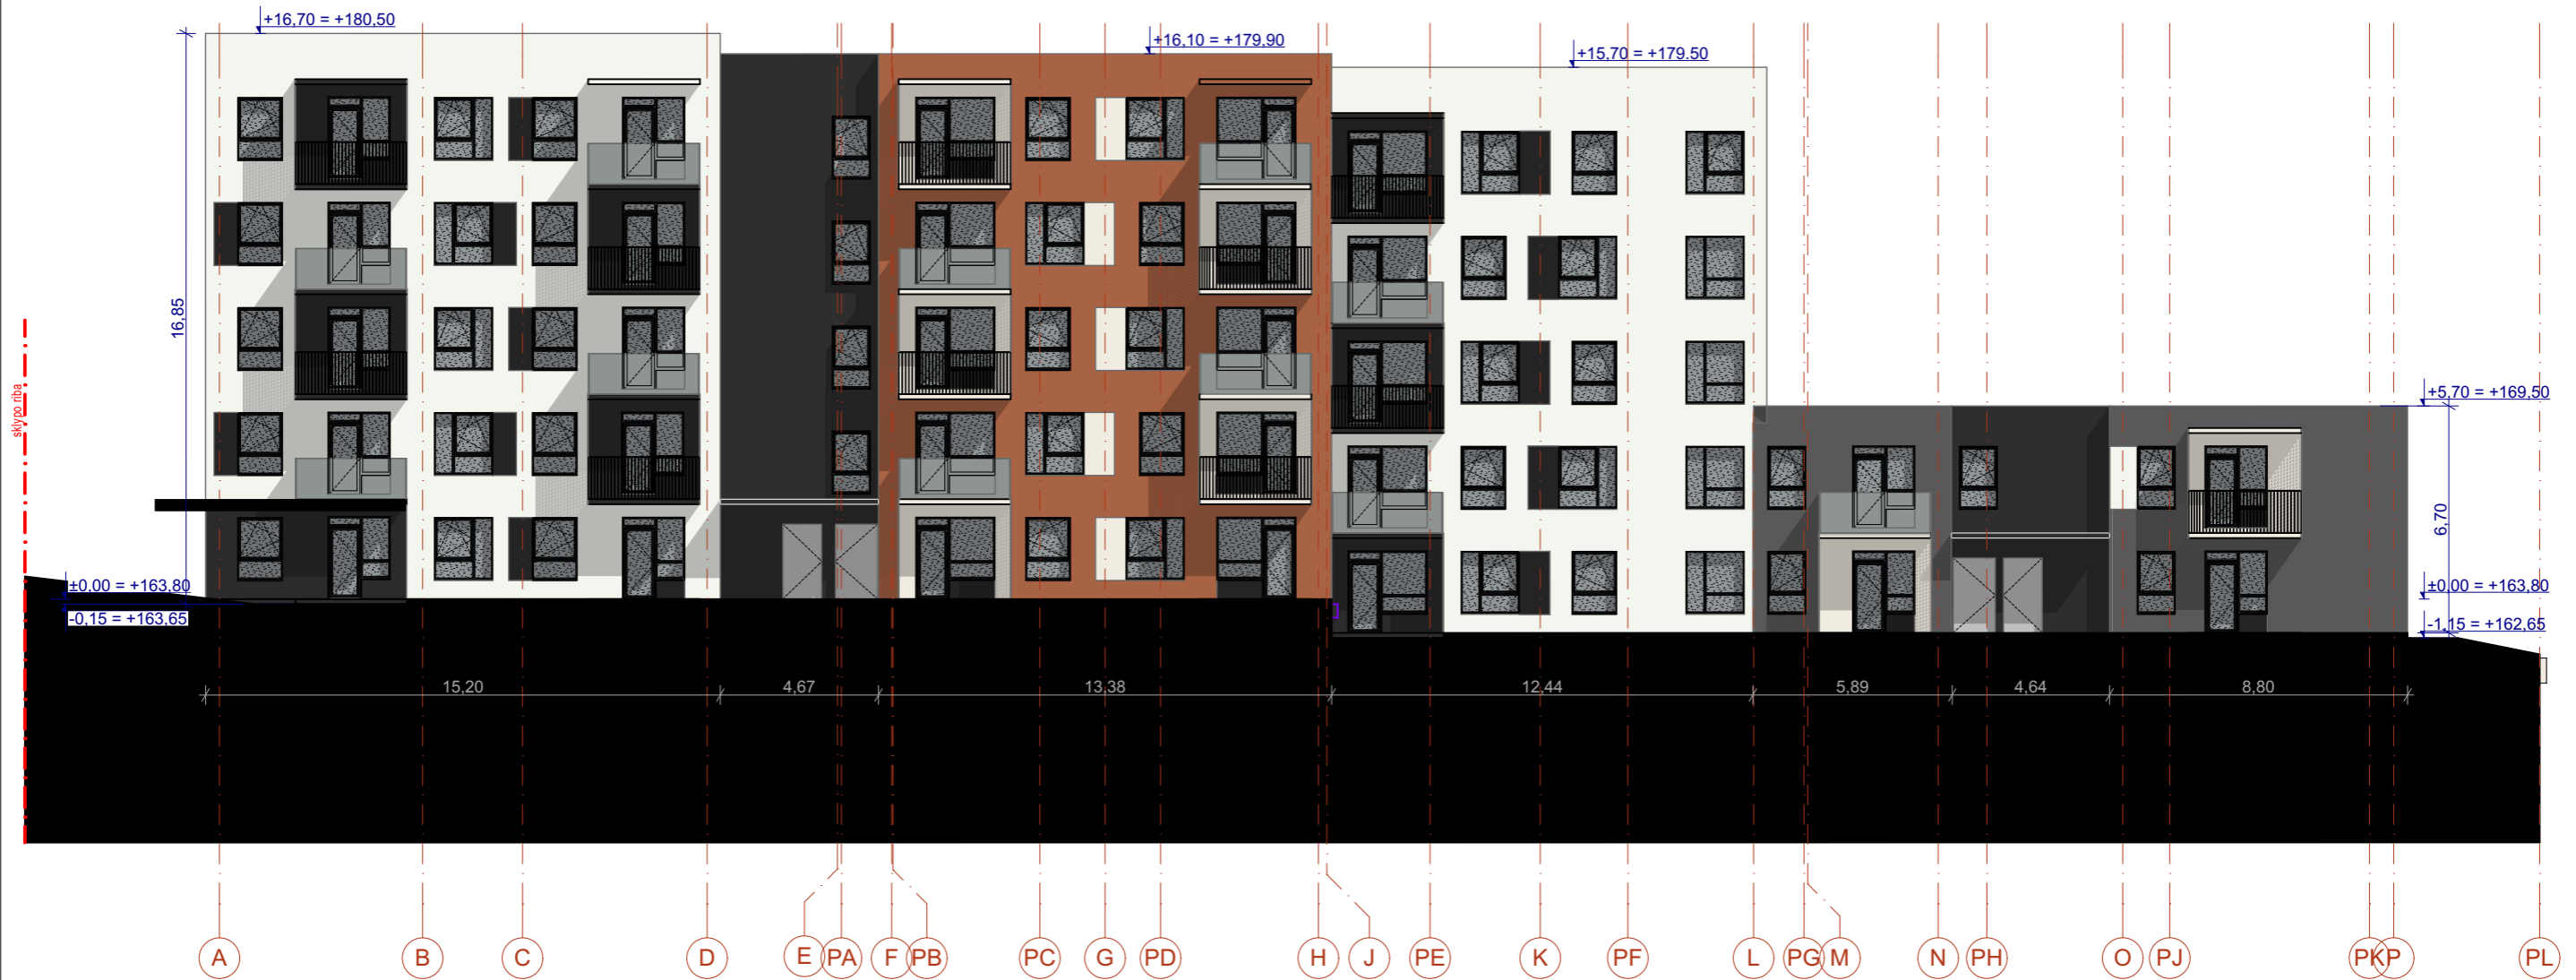 +16,70 = +180,50
+16,10 = +179,90
+15,70 = +179.50
16,85
sklypo riba
+5,70 = +169,50
6,70
±0,00 = +163,80
-0,15 = +163,65
±0,00 = +163,80
-1,15 = +162,65
15,20
4,67
13,38
12,44
5,89
4,64
8,80
A B C D E PA F PB PC G PD H J PE K PF L PG M N PH O PJ PK P PL